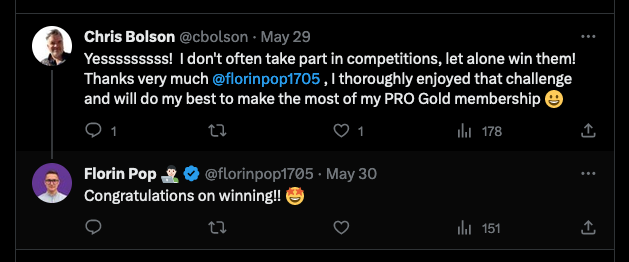 Chris Bolson @cbolson · May 29
Yesssssssss! I don't often take part in competitions, let alone win them!
Thanks very much @florinpop1705 , I thoroughly enjoyed that challenge
and will do my best to make the most of my PRO Gold membership 😀
1 1 178
Florin Pop 👨🏻‍💻 @florinpop1705 · May 30
Congratulations on winning!! 🤩
151